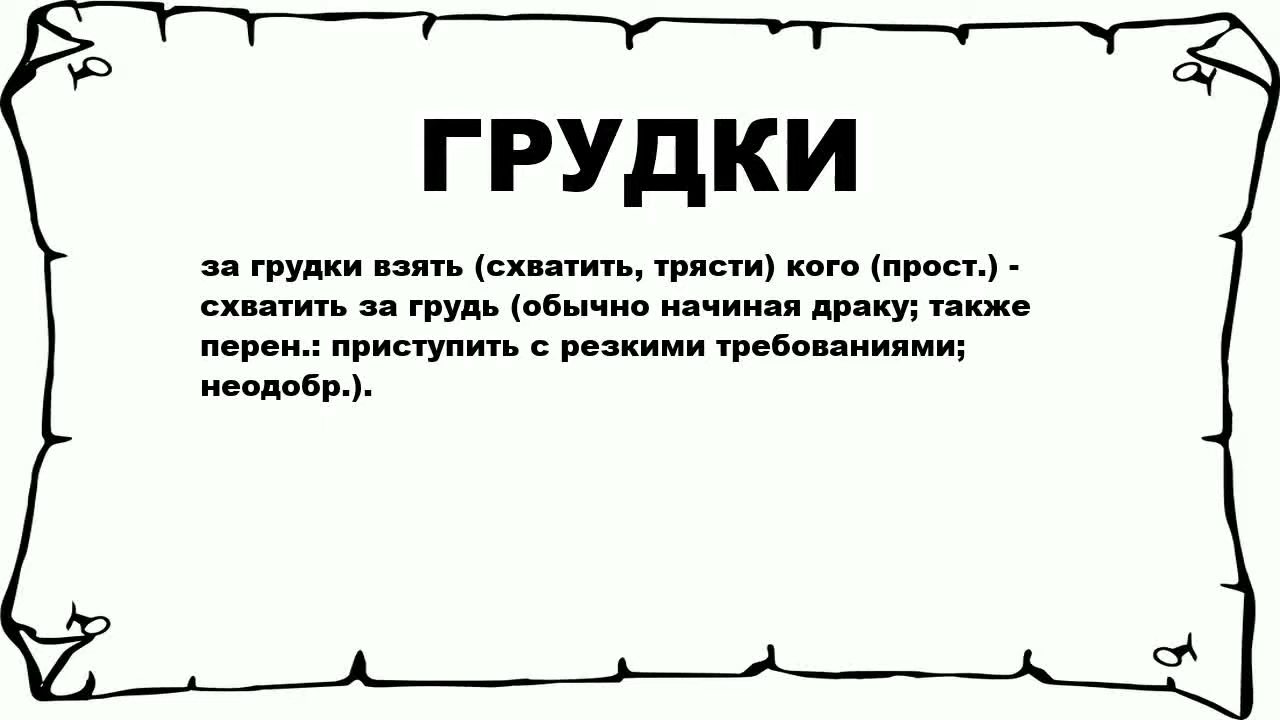 ГРУДКИ
за грудки взять (схватить, трясти) кого (прост.) -
схватить за грудь (обычно начиная драку; также
перен.: приступить с резкими требованиями;
неодобр.).